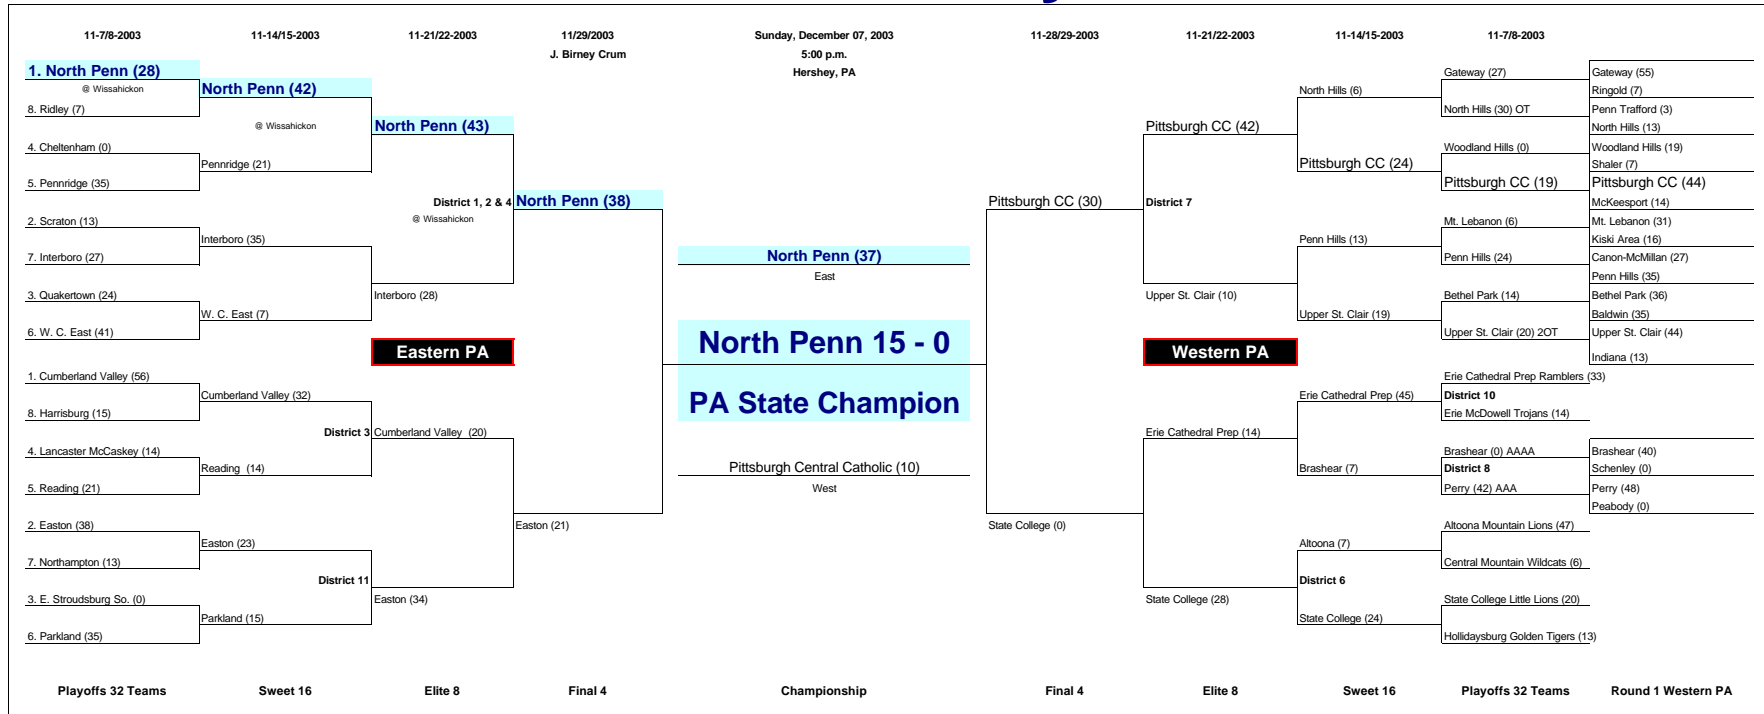 11-7/8-2003
11-14/15-2003
11-21/22-2003
11/29/2003
J. Birney Crum
Sunday, December 07, 2003
5:00 p.m.
Hershey, PA
11-28/29-2003
11-21/22-2003
11-14/15-2003
11-7/8-2003
1. North Penn (28)
@ Wissahickon
8. Ridley (7)
4. Cheltenham (0)
5. Pennridge (35)
2. Scraton (13)
7. Interboro (27)
3. Quakertown (24)
6. W. C. East (41)
1. Cumberland Valley (56)
8. Harrisburg (15)
4. Lancaster McCaskey (14)
5. Reading (21)
2. Easton (38)
7. Northampton (13)
3. E. Stroudsburg So. (0)
6. Parkland (35)
North Penn (42)
@ Wissahickon
Pennridge (21)
Interboro (35)
W. C. East (7)
Cumberland Valley (32)
District 3
Reading (14)
Easton (23)
District 11
Parkland (15)
North Penn (43)
District 1, 2 & 4
@ Wissahickon
Interboro (28)
Eastern PA
Cumberland Valley (20)
Easton (34)
North Penn (38)
Easton (21)
North Penn (37)
East
North Penn 15 - 0
PA State Champion
Pittsburgh Central Catholic (10)
West
Pittsburgh CC (30)
State College (0)
Pittsburgh CC (42)
District 7
Upper St. Clair (10)
Western PA
Erie Cathedral Prep (14)
State College (28)
North Hills (6)
Pittsburgh CC (24)
Penn Hills (13)
Upper St. Clair (19)
Erie Cathedral Prep (45)
Brashear (7)
Altoona (7)
District 6
State College (24)
Gateway (27)
North Hills (30) OT
Woodland Hills (0)
Pittsburgh CC (19)
Mt. Lebanon (6)
Penn Hills (24)
Bethel Park (14)
Upper St. Clair (20) 2OT
Erie Cathedral Prep Ramblers (33)
District 10
Erie McDowell Trojans (14)
Brashear (0) AAAA
District 8
Perry (42) AAA
Altoona Mountain Lions (47)
Central Mountain Wildcats (6)
State College Little Lions (20)
Hollidaysburg Golden Tigers (13)
Gateway (55)
Ringold (7)
Penn Trafford (3)
North Hills (13)
Woodland Hills (19)
Shaler (7)
Pittsburgh CC (44)
McKeesport (14)
Mt. Lebanon (31)
Kiski Area (16)
Canon-McMillan (27)
Penn Hills (35)
Bethel Park (36)
Baldwin (35)
Upper St. Clair (44)
Indiana (13)
Brashear (40)
Schenley (0)
Perry (48)
Peabody (0)
Playoffs 32 Teams
Sweet 16
Elite 8
Final 4
Championship
Final 4
Elite 8
Sweet 16
Playoffs 32 Teams
Round 1 Western PA